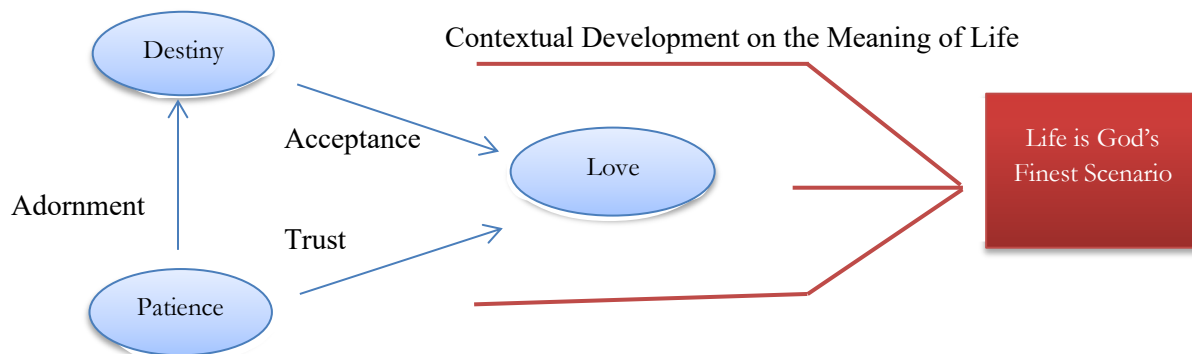 Destiny
Contextual Development on the Meaning of Life
Acceptance
Love
Life is God’s
Finest Scenario
Adornment
Trust
Patience